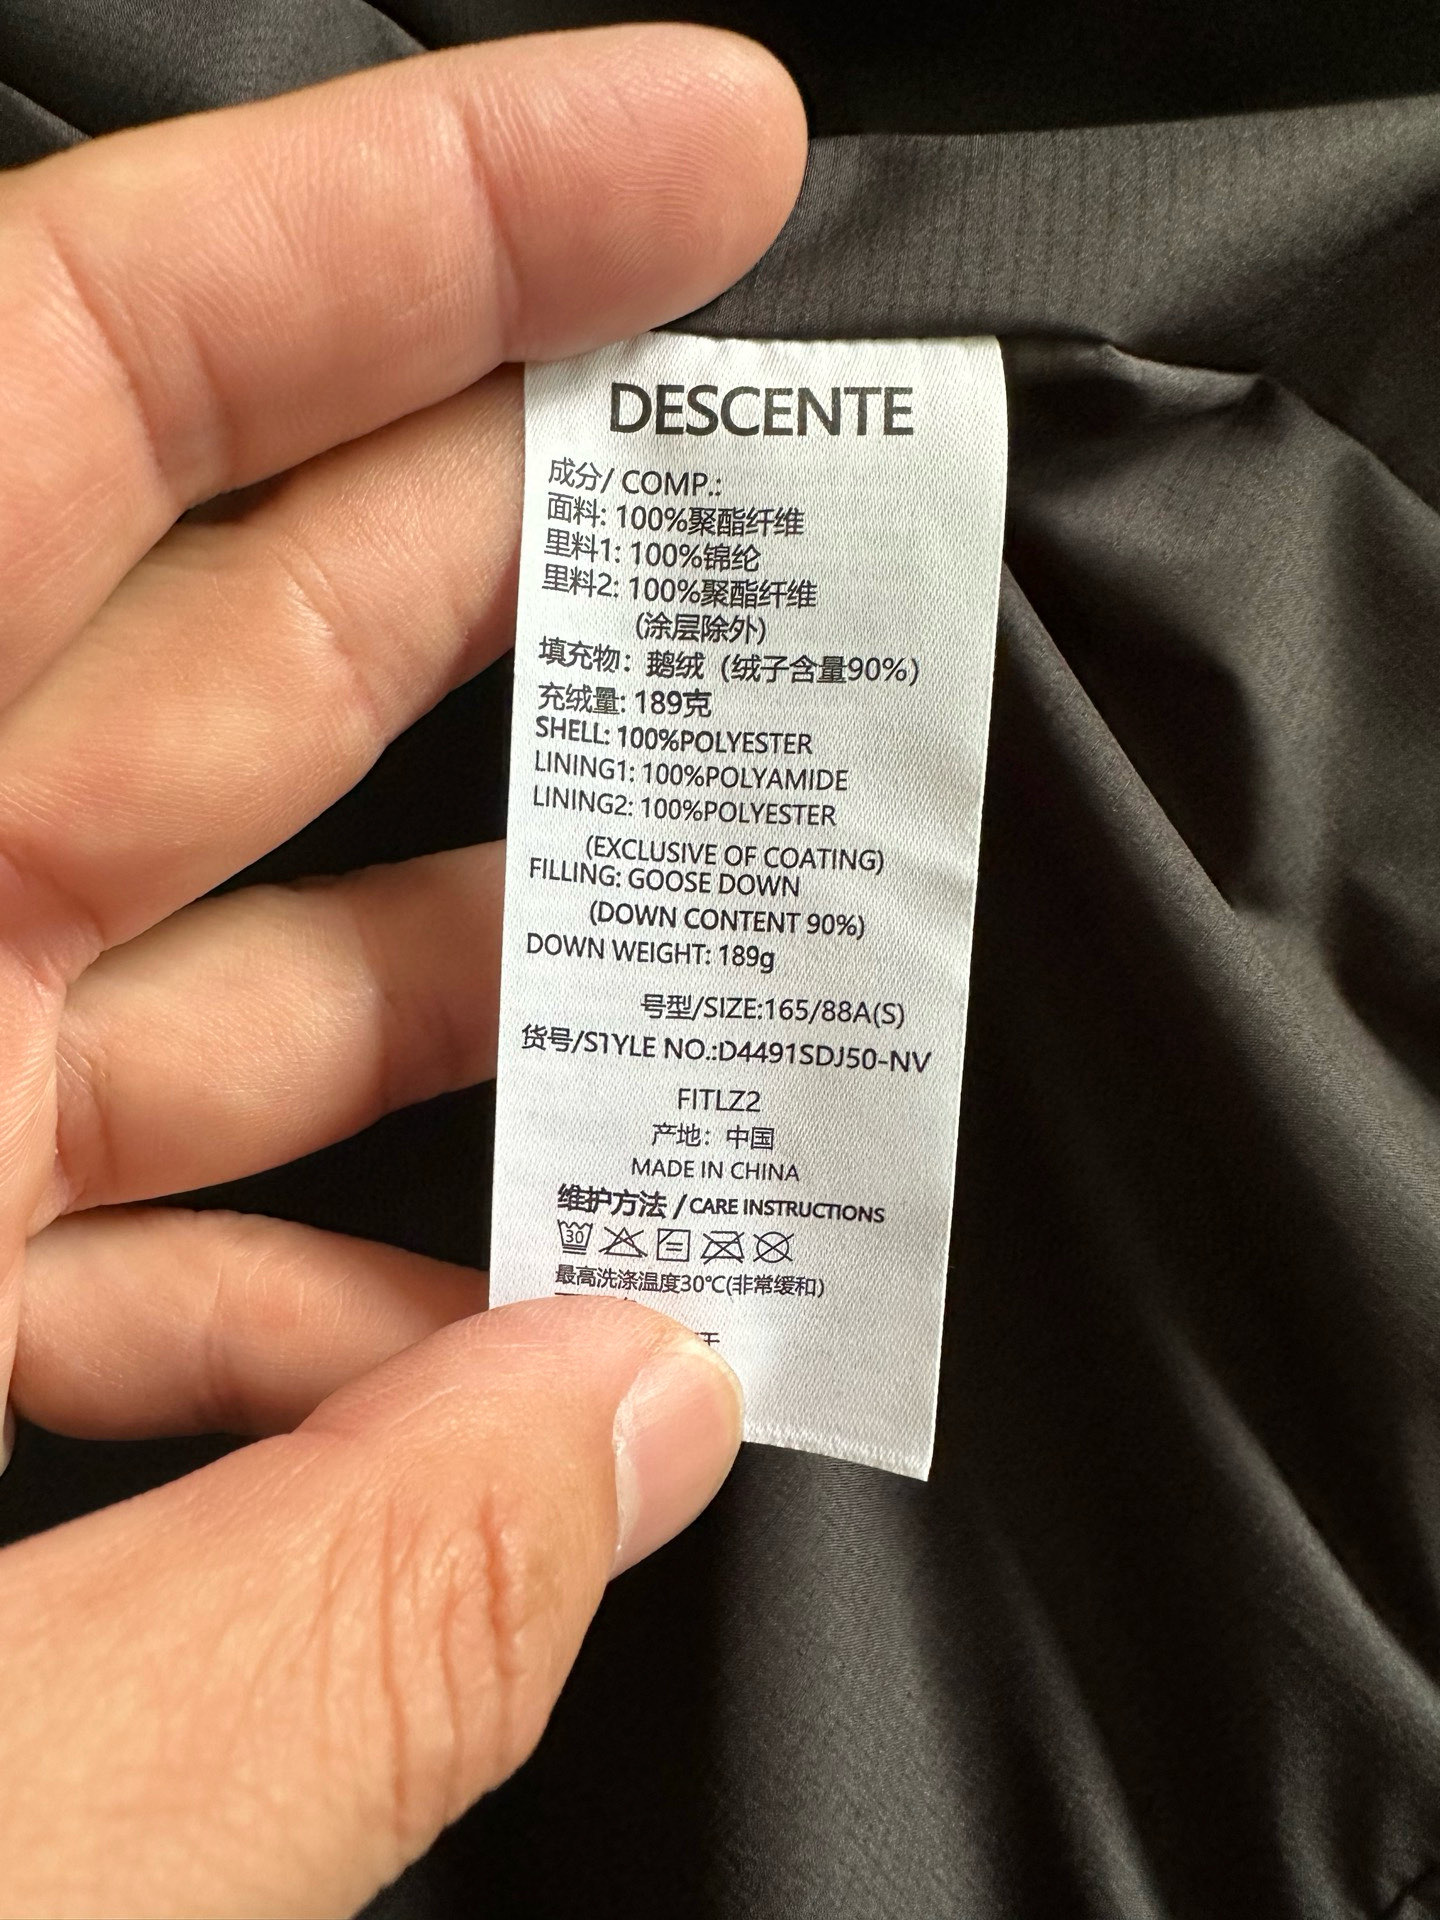 DESCENTE
成分/ COMP.:
面料: 100%聚酯纤维
里料1: 100%锦纶
里料2: 100%聚酯纤维
(涂层除外)
填充物：鹅绒（绒子含量90%）
充绒量: 189克
SHELL: 100%POLYESTER
LINING1: 100%POLYAMIDE
LINING2: 100%POLYESTER
(EXCLUSIVE OF COATING)
FILLING: GOOSE DOWN
(DOWN CONTENT 90%)
DOWN WEIGHT: 189g
号型/SIZE:165/88A(S)
货号/STYLE NO.:D4491SDJ50-NV
FITLZ2
产地：中国
MADE IN CHINA
维护方法 / CARE INSTRUCTIONS
30
最高洗涤温度30℃(非常缓和)